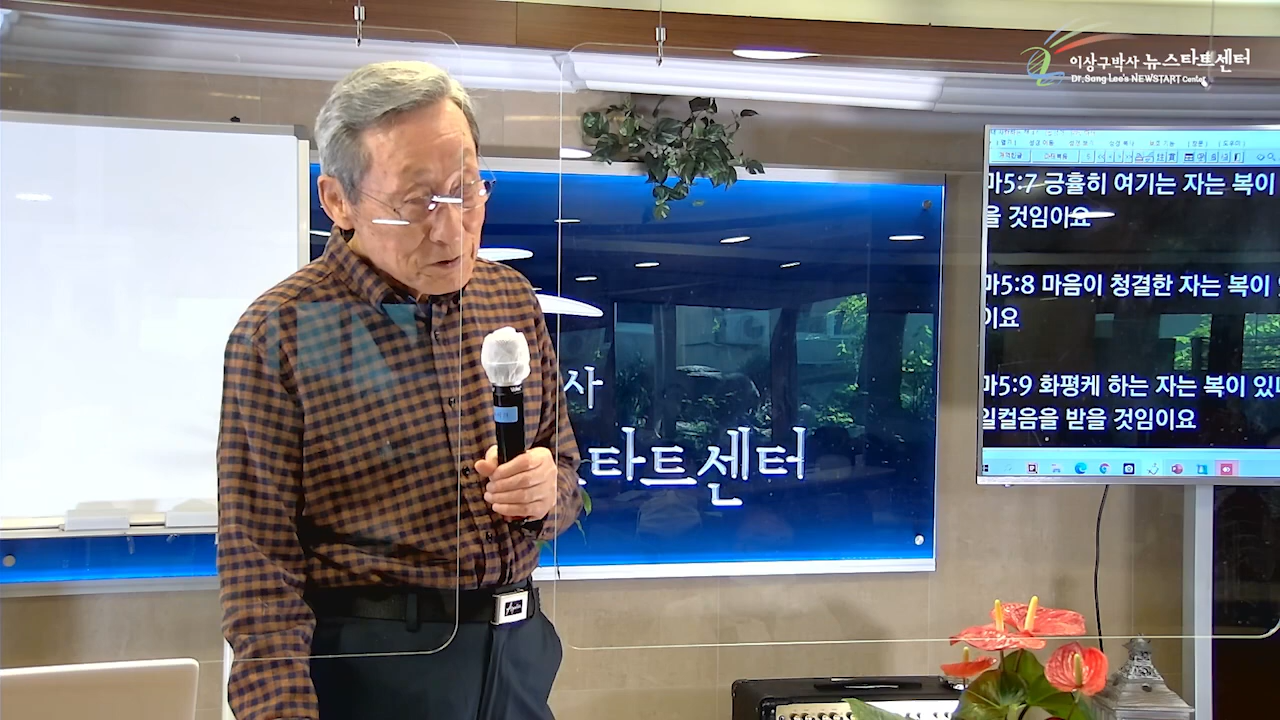 이상구박사 뉴스타트센터
Dr. Sang Lee's NEWSTART Center
마5:7 긍휼히 여기는 자는 복이
을 것임이요
마5:8 마음이 청결한 자는 복이
이요
마5:9 화평케 하는 자는 복이 있
일컬음을 받을 것임이요
사
스타트센터